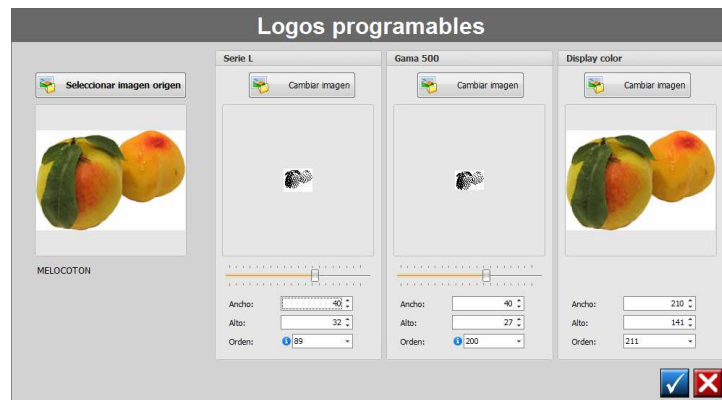 Logos programables
Seleccionar imagen origen
MELOCOTON
Serie L
Cambiar imagen
Ancho: 40
Alto: 32
Orden: 89
Gama 500
Cambiar imagen
Ancho: 40
Alto: 27
Orden: 200
Display color
Cambiar imagen
Ancho: 210
Alto: 141
Orden: 211